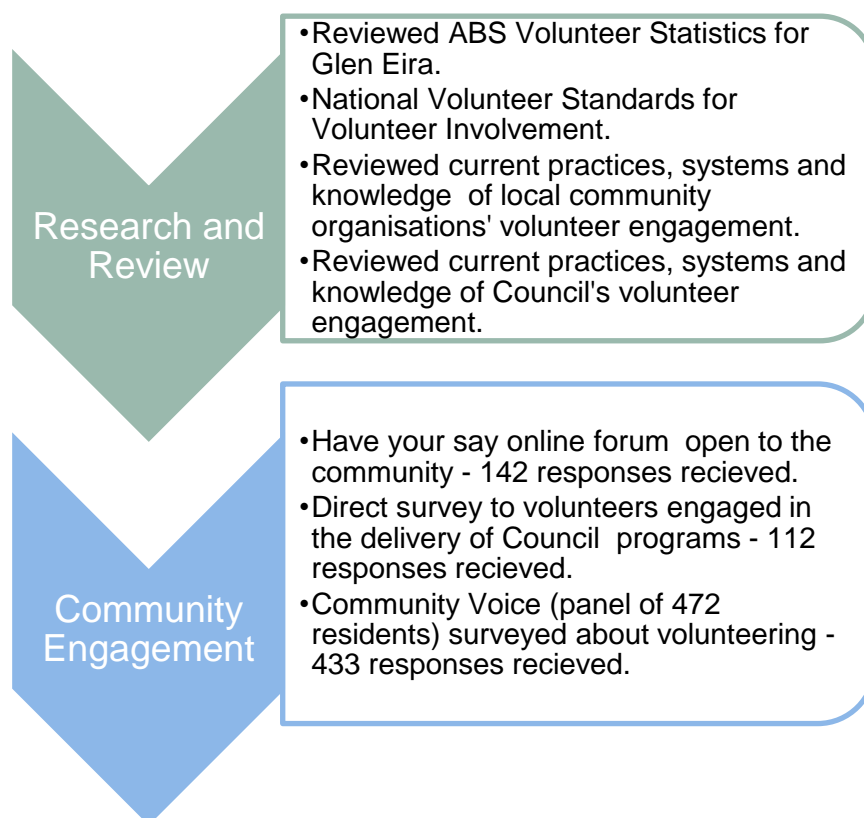 Research and
Review
•Reviewed ABS Volunteer Statistics for
Glen Eira.
•National Volunteer Standards for
Volunteer Involvement.
•Reviewed current practices, systems and
knowledge of local community
organisations' volunteer engagement.
•Reviewed current practices, systems and
knowledge of Council's volunteer
engagement.
Community
Engagement
•Have your say online forum open to the
community - 142 responses recieved.
•Direct survey to volunteers engaged in
the delivery of Council programs - 112
responses recieved.
•Community Voice (panel of 472
residents) surveyed about volunteering -
433 responses recieved.